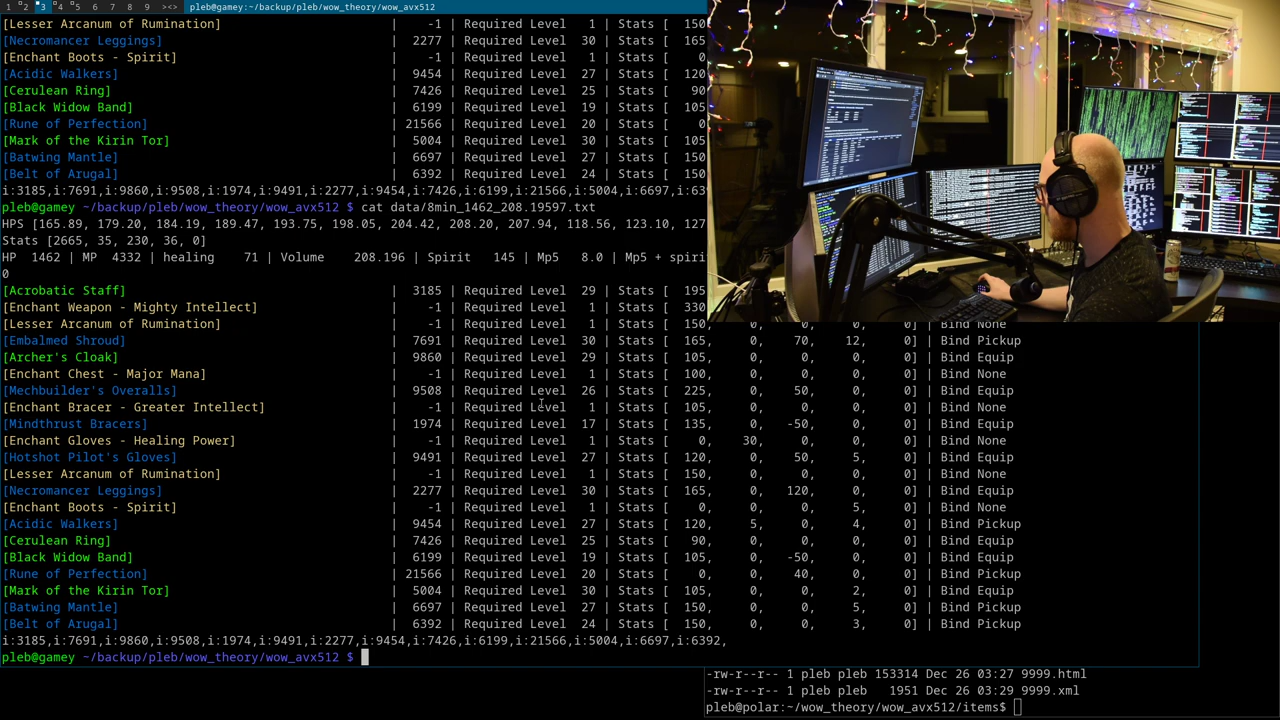 1 2 3 4 5 6 7 8 9 ><> pleb@gamey:~/backup/pleb/wow_theory/wow_avx512
[Lesser Arcanum of Rumination] | -1 | Required Level 1 | Stats [ 150
[Necromancer Leggings] | 2277 | Required Level 30 | Stats [ 165
[Enchant Boots - Spirit] | -1 | Required Level 1 | Stats [ 0
[Acidic Walkers] | 9454 | Required Level 27 | Stats [ 120
[Cerulean Ring] | 7426 | Required Level 25 | Stats [ 90
[Black Widow Band] | 6199 | Required Level 19 | Stats [ 105
[Rune of Perfection] | 21566 | Required Level 20 | Stats [ 0
[Mark of the Kirin Tor] | 5004 | Required Level 30 | Stats [ 105
[Batwing Mantle] | 6697 | Required Level 27 | Stats [ 150
[Belt of Arugal] | 6392 | Required Level 24 | Stats [ 150
i:3185,i:7691,i:9860,i:9508,i:1974,i:9491,i:2277,i:9454,i:7426,i:6199,i:21566,i:5004,i:6697,i:639
pleb@gamey ~/backup/pleb/wow_theory/wow_avx512 $ cat data/8min_1462_208.19597.txt
HPS [165.89, 179.20, 184.19, 189.47, 193.75, 198.05, 204.42, 208.20, 207.94, 118.56, 123.10, 127
Stats [2665, 35, 230, 36, 0]
HP 1462 | MP 4332 | healing 71 | Volume 208.196 | Spirit 145 | Mp5 8.0 | Mp5 + spiri
0
[Acrobatic Staff] | 3185 | Required Level 29 | Stats [ 195
[Enchant Weapon - Mighty Intellect] | -1 | Required Level 1 | Stats [ 330
[Lesser Arcanum of Rumination] | -1 | Required Level 1 | Stats [ 150, 0, 0, 0, 0] | Bind None
[Embalmed Shroud] | 7691 | Required Level 30 | Stats [ 165, 0, 70, 12, 0] | Bind Pickup
[Archer's Cloak] | 9860 | Required Level 29 | Stats [ 105, 0, 0, 0, 0] | Bind Equip
[Enchant Chest - Major Mana] | -1 | Required Level 1 | Stats [ 100, 0, 0, 0, 0] | Bind None
[Mechbuilder's Overalls] | 9508 | Required Level 26 | Stats [ 225, 0, 50, 0, 0] | Bind Equip
[Enchant Bracer - Greater Intellect] | -1 | Required Level 1 | Stats [ 105, 0, 0, 0, 0] | Bind None
[Mindthrust Bracers] | 1974 | Required Level 17 | Stats [ 135, 0, -50, 0, 0] | Bind Equip
[Enchant Gloves - Healing Power] | -1 | Required Level 1 | Stats [ 0, 30, 0, 0, 0] | Bind None
[Hotshot Pilot's Gloves] | 9491 | Required Level 27 | Stats [ 120, 0, 50, 5, 0] | Bind Equip
[Lesser Arcanum of Rumination] | -1 | Required Level 1 | Stats [ 150, 0, 0, 0, 0] | Bind None
[Necromancer Leggings] | 2277 | Required Level 30 | Stats [ 165, 0, 120, 0, 0] | Bind Equip
[Enchant Boots - Spirit] | -1 | Required Level 1 | Stats [ 0, 0, 0, 5, 0] | Bind None
[Acidic Walkers] | 9454 | Required Level 27 | Stats [ 120, 5, 0, 4, 0] | Bind Pickup
[Cerulean Ring] | 7426 | Required Level 25 | Stats [ 90, 0, 0, 0, 0] | Bind Equip
[Black Widow Band] | 6199 | Required Level 19 | Stats [ 105, 0, -50, 0, 0] | Bind Equip
[Rune of Perfection] | 21566 | Required Level 20 | Stats [ 0, 0, 40, 0, 0] | Bind Pickup
[Mark of the Kirin Tor] | 5004 | Required Level 30 | Stats [ 105, 0, 0, 2, 0] | Bind Equip
[Batwing Mantle] | 6697 | Required Level 27 | Stats [ 150, 0, 0, 5, 0] | Bind Pickup
[Belt of Arugal] | 6392 | Required Level 24 | Stats [ 150, 0, 0, 3, 0] | Bind Pickup
i:3185,i:7691,i:9860,i:9508,i:1974,i:9491,i:2277,i:9454,i:7426,i:6199,i:21566,i:5004,i:6697,i:6392,
pleb@gamey ~/backup/pleb/wow_theory/wow_avx512 $
-rw-r--r-- 1 pleb pleb 153314 Dec 26 03:27 9999.html
-rw-r--r-- 1 pleb pleb 1951 Dec 26 03:29 9999.xml
pleb@polar:~/wow_theory/wow_avx512/items$